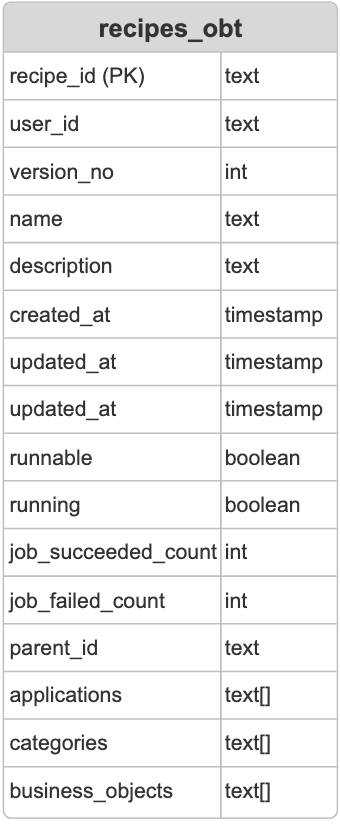 recipes_obt
recipe_id (PK) text
user_id text
version_no int
name text
description text
created_at timestamp
updated_at timestamp
updated_at timestamp
runnable boolean
running boolean
job_succeeded_count int
job_failed_count int
parent_id text
applications text[]
categories text[]
business_objects text[]